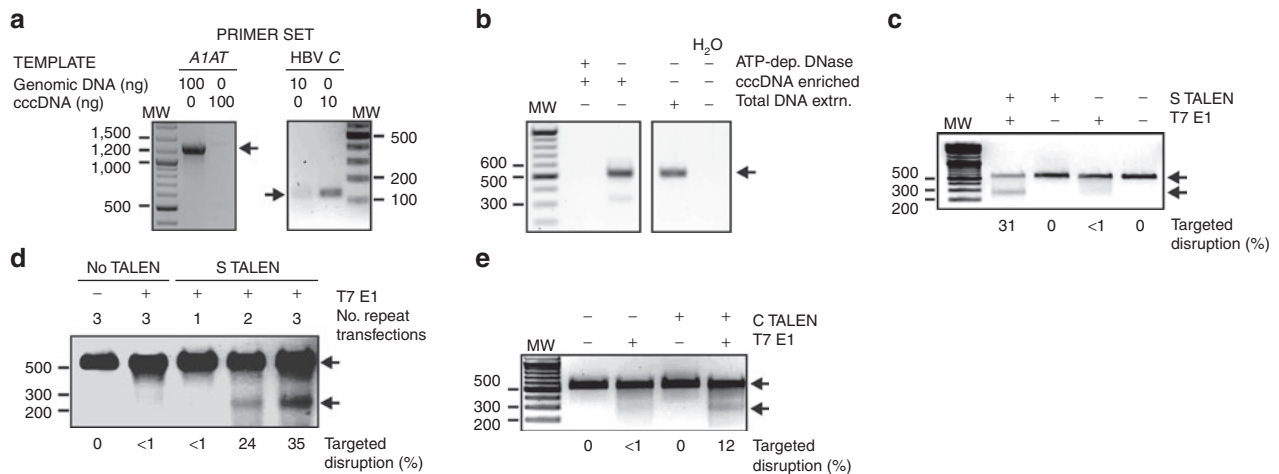 a
PRIMER SET
TEMPLATE A1AT HBV C
Genomic DNA (ng) 100 0 10 0
cccDNA (ng) 0 100 0 10
MW MW
1,500
1,200
1,000
500
500
200
100
b
H2O
+ – – – ATP-dep. DNase
+ + – – cccDNA enriched
– – + – Total DNA extrn.
MW
600
500
300
c
+ + – – S TALEN
+ – + – T7 E1
MW
500
300
200
31 0 <1 0 Targeted
disruption (%)
d
No TALEN S TALEN
– + + + + T7 E1
3 3 1 2 3 No. repeat
transfections
500
300
200
0 <1 <1 24 35 Targeted
disruption (%)
e
– – + + C TALEN
– + – + T7 E1
MW
500
300
200
0 <1 0 12 Targeted
disruption (%)